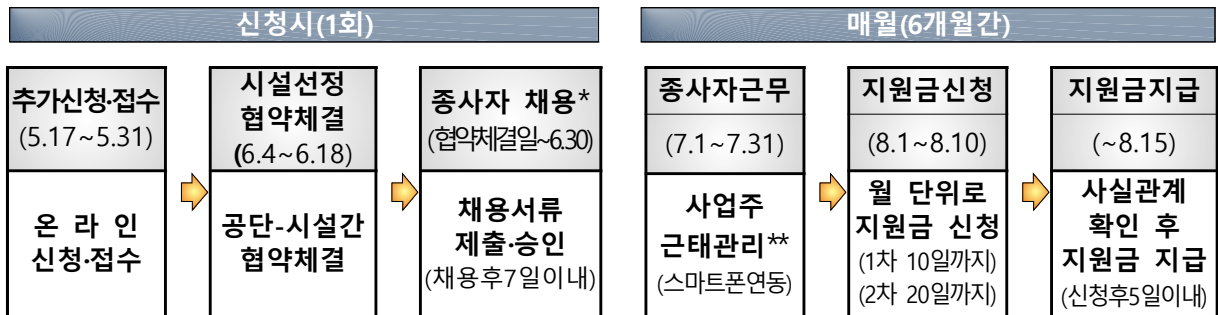 신청시(1회)
매월(6개월간)
추가신청·접수
(5.17~5.31)
온 라 인
신청·접수
시설선정
협약체결
(6.4~6.18)
공단-시설간
협약체결
종사자 채용*
(협약체결일~6.30)
채용서류
제출·승인
(채용후7일이내)
종사자근무
(7.1~7.31)
사업주
근태관리**
(스마트폰연동)
지원금신청
(8.1~8.10)
월 단위로
지원금 신청
(1차 10일까지)
(2차 20일까지)
지원금지급
(~8.15)
사실관계
확인 후
지원금 지급
(신청후5일이내)